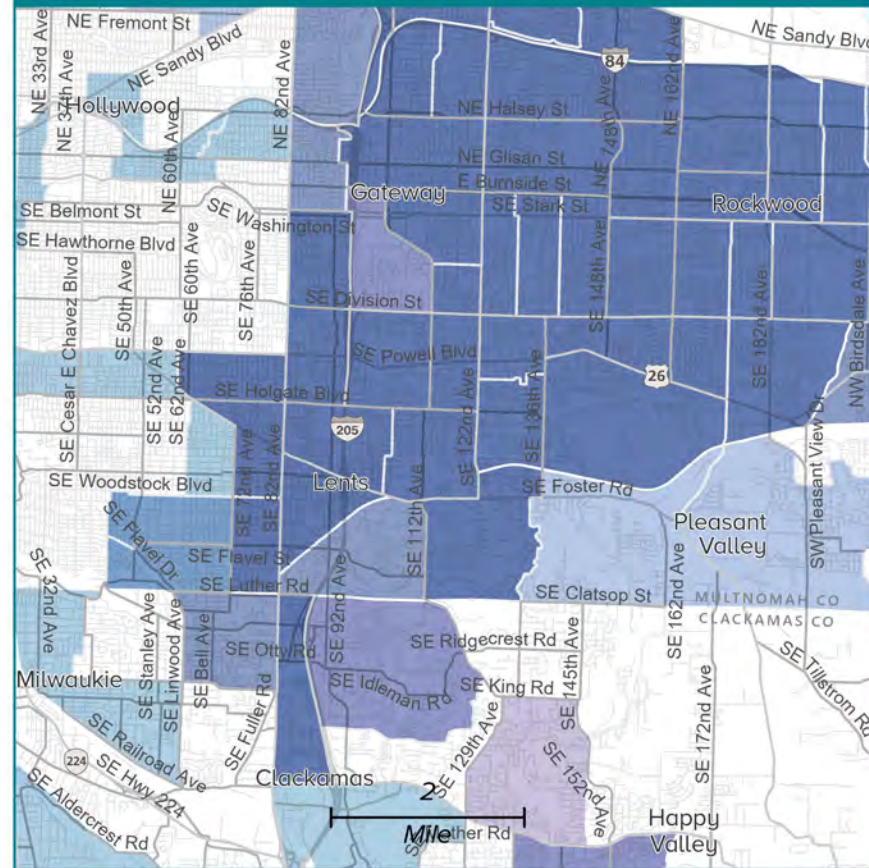 NE Fremont St
NE Sandy Blvd
NE Sandy Blvd
NE 33rd Ave
NE 37th Ave
Hollywood
NE 60th Ave
NE 82nd Ave
84
NE 148th Ave
NE 162nd Ave
NE Halsey St
NE Glisan St
E Burnside St
Gateway
SE Stark St
Rockwood
SE Belmont St
SE Washington St
SE Hawthorne Blvd
SE Cesar E Chavez Blvd
SE 50th Ave
SE 60th Ave
SE 76th Ave
SE Division St
SE 148th Ave
SE 182nd Ave
NW Birdsdale Ave
SE Powell Blvd
26
SE 52nd Ave
SE 62nd Ave
SE Holgate Blvd
SE 122nd Ave
SE 136th Ave
205
SE Woodstock Blvd
SE 72nd Ave
SE 82nd Ave
Lents
SE 112th Ave
SE Foster Rd
SW Pleasant View Dr
Pleasant
Valley
SE Flavel Dr
SE Flavel St
SE Luther Rd
SE 92nd Ave
SE Clatsop St
SE 162nd Ave
MULTNOMAH CO
CLACKAMAS CO
SE 32nd Ave
SE Stanley Ave
SE Linwood Ave
SE Bell Ave
SE Otty Rd
SE Ridgecrest Rd
SE 145th Ave
SE Tillstrom Rd
Milwaukie
SE Fuller Rd
SE Idleman Rd
SE King Rd
SE 129th Ave
SE 152nd Ave
SE 172nd Ave
SE Railroad Ave
224
SE Hwy 224
Clackamas
SE Aldercrest Rd
2
Mile
ther Rd
Happy
Valley